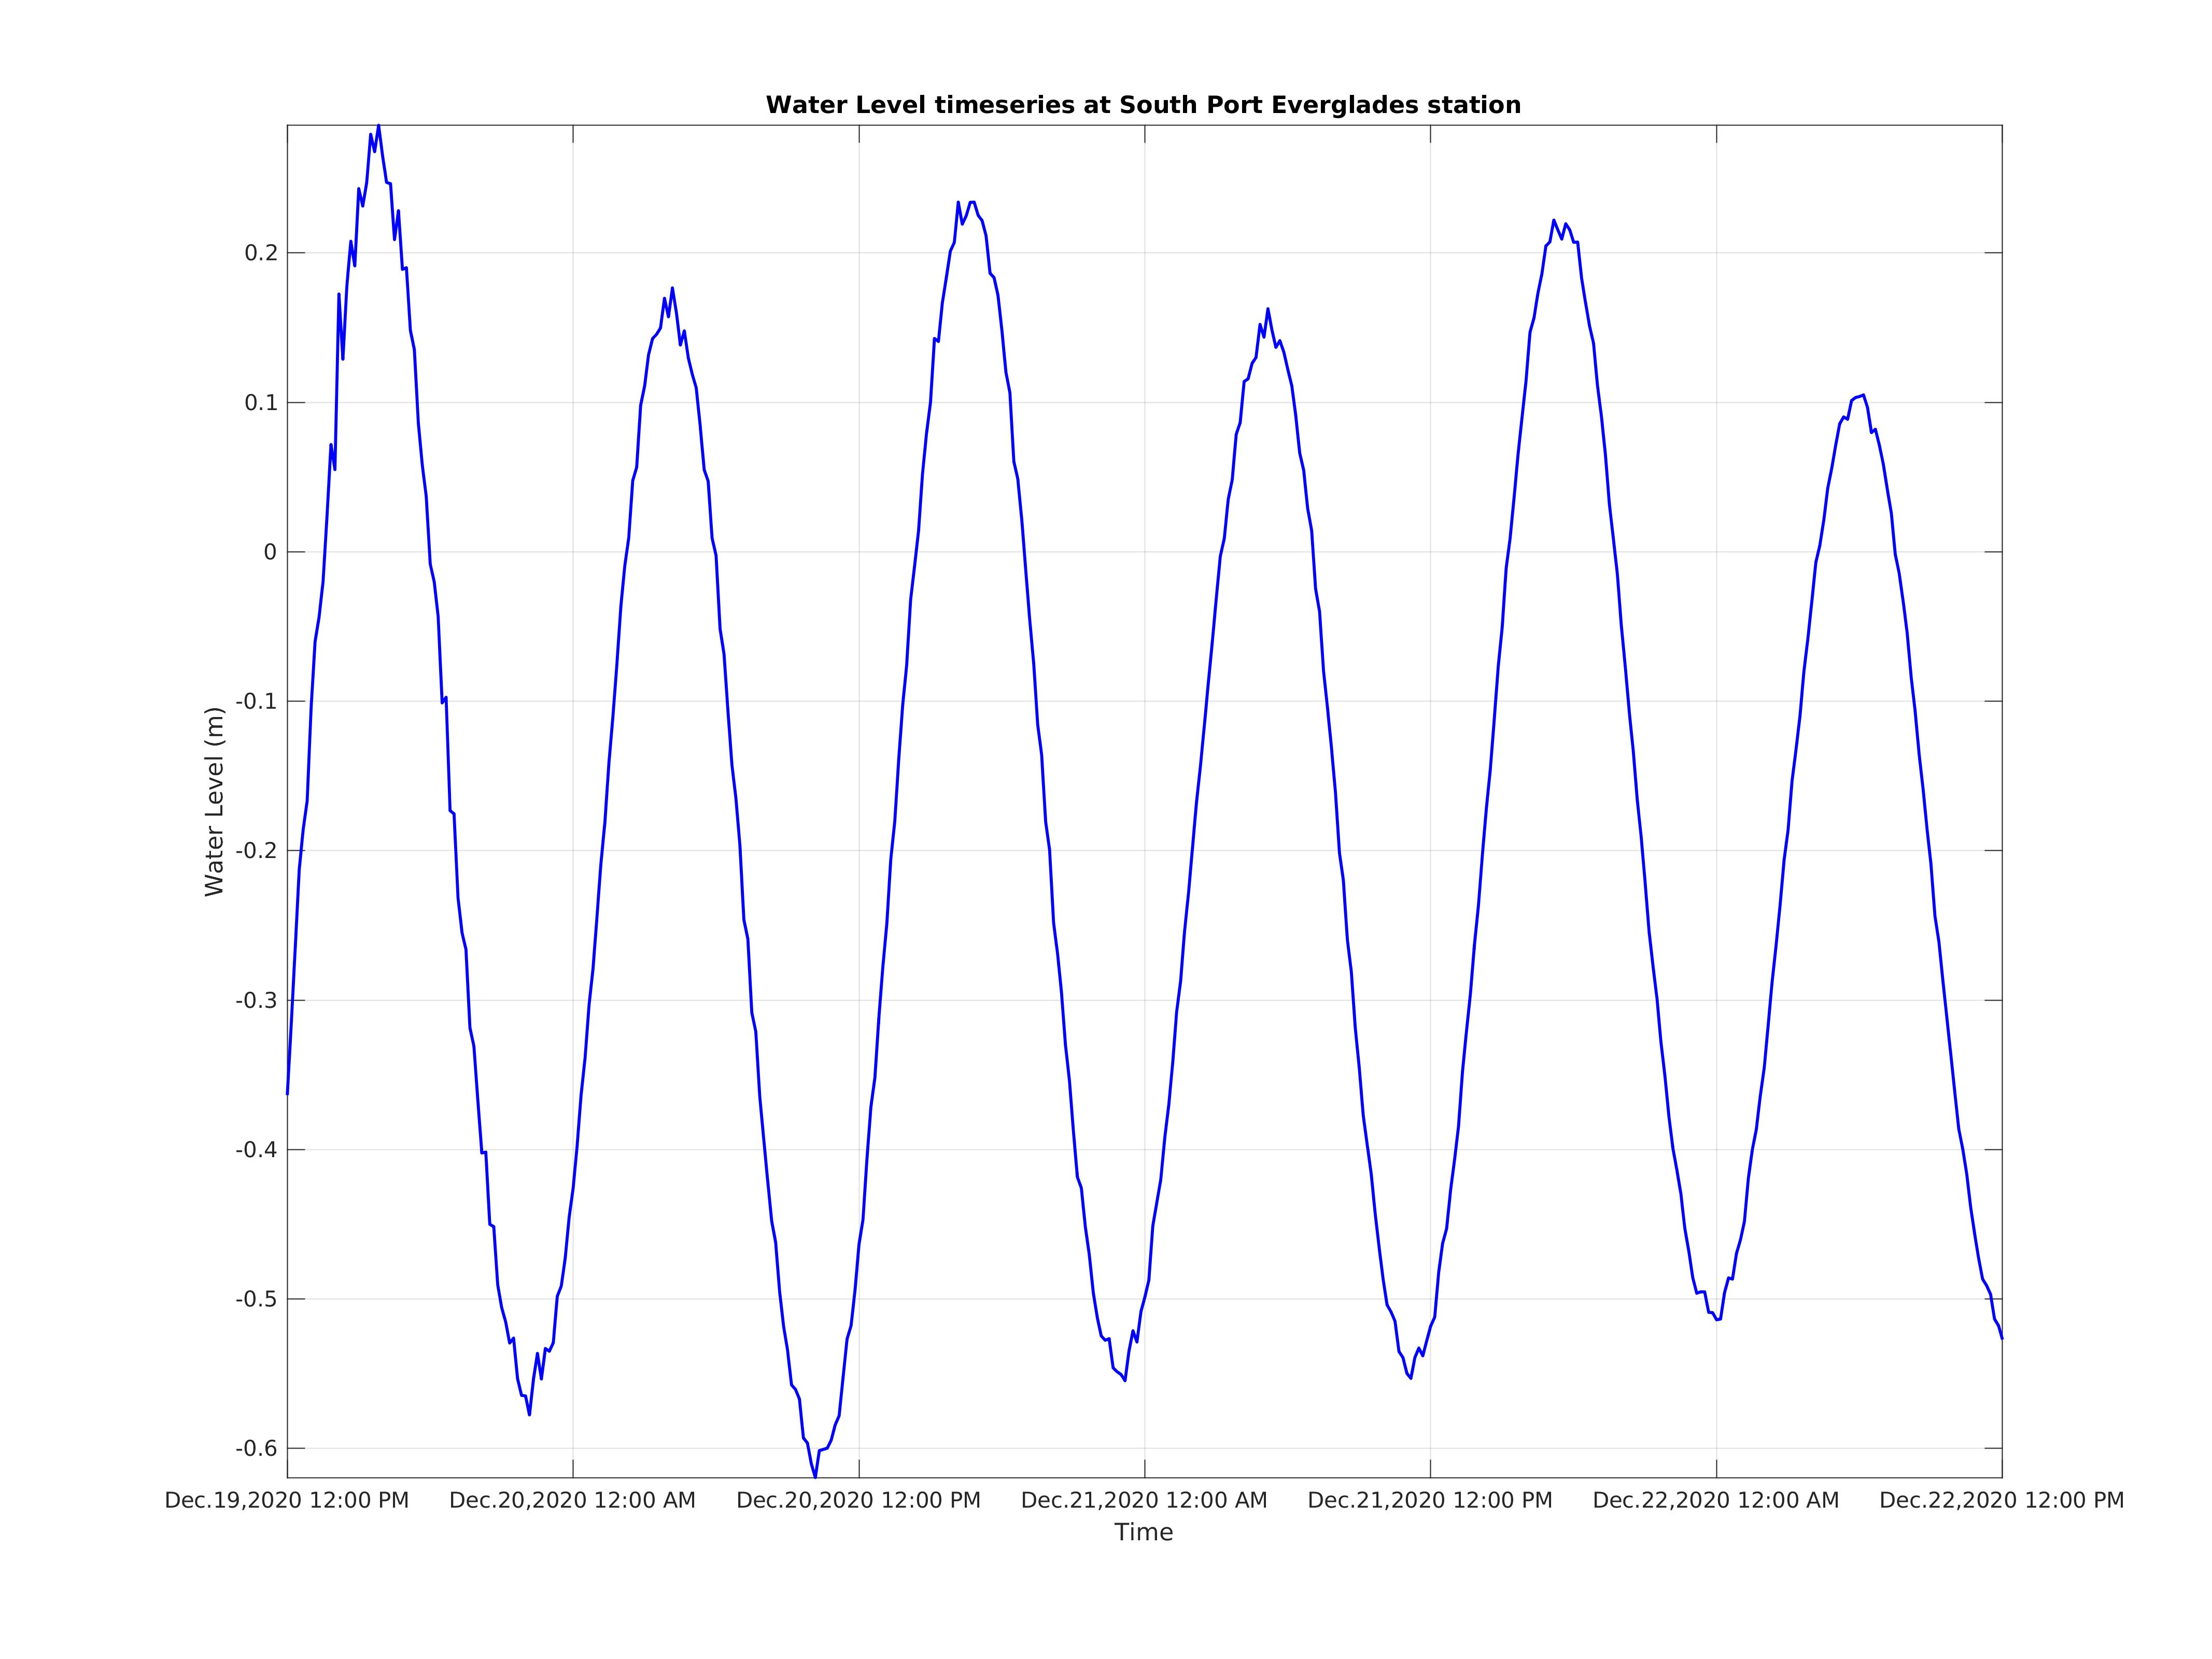 Water Level timeseries at South Port Everglades station
0.2
0.1
0
-0.1
-0.2
-0.3
-0.4
-0.5
-0.6
Water Level (m)
Dec.19,2020 12:00 PM Dec.20,2020 12:00 AM Dec.20,2020 12:00 PM Dec.21,2020 12:00 AM Dec.21,2020 12:00 PM Dec.22,2020 12:00 AM Dec.22,2020 12:00 PM
Time